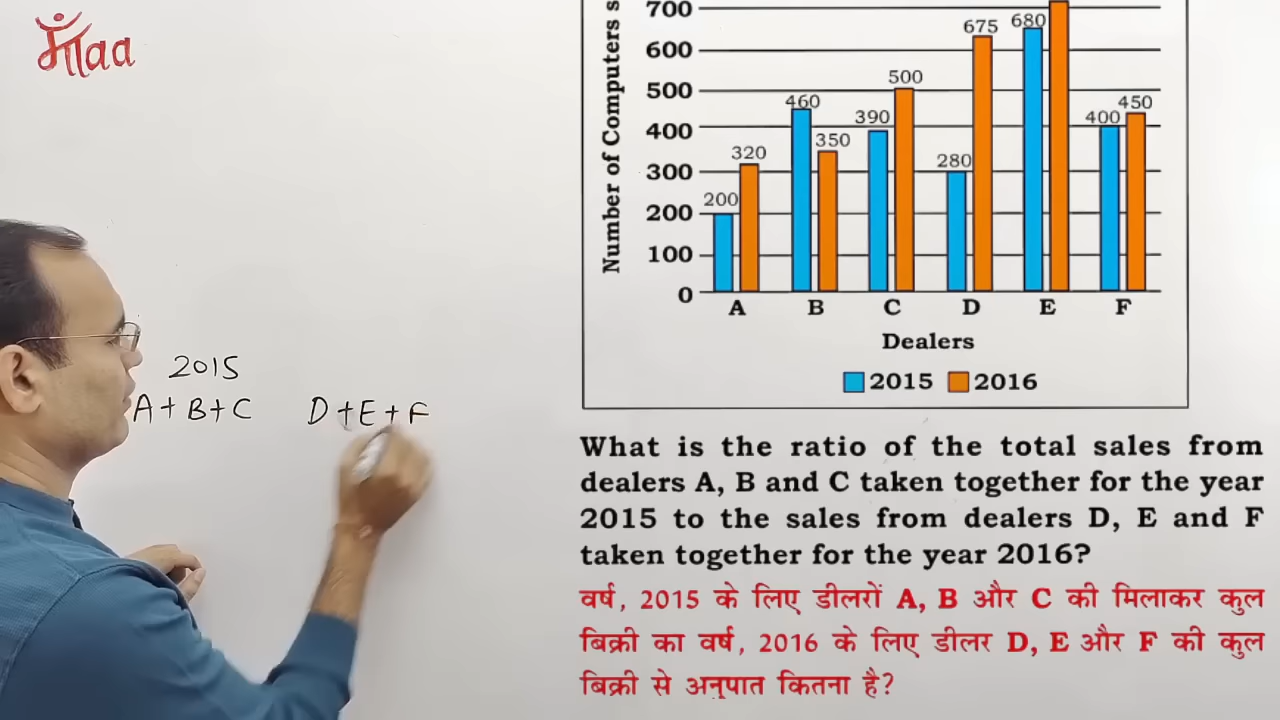 माँaa
Number of Computers s
700
600
500
400
300
200
100
0
200 320 460 350 390 500 280 675 680 400 450
A B C D E F
Dealers
2015 2016
2015
A+B+C D+E+F
What is the ratio of the total sales from
dealers A, B and C taken together for the year
2015 to the sales from dealers D, E and F
taken together for the year 2016?
वर्ष, 2015 के लिए डीलरों A, B और C की मिलाकर कुल
बिक्री का वर्ष, 2016 के लिए डीलर D, E और F की कुल
बिक्री से अनुपात कितना है?